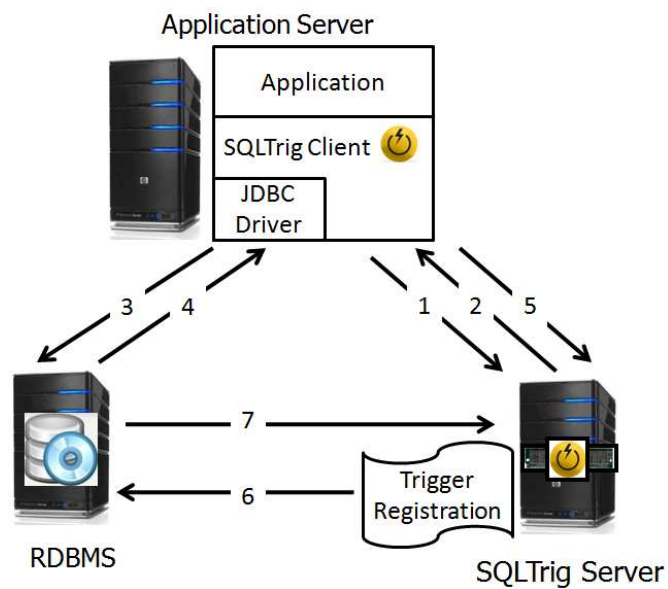 Application Server
Application
SQLTrig Client
JDBC
Driver
3
4
1
2
5
7
6
Trigger
Registration
RDBMS
SQLTrig Server